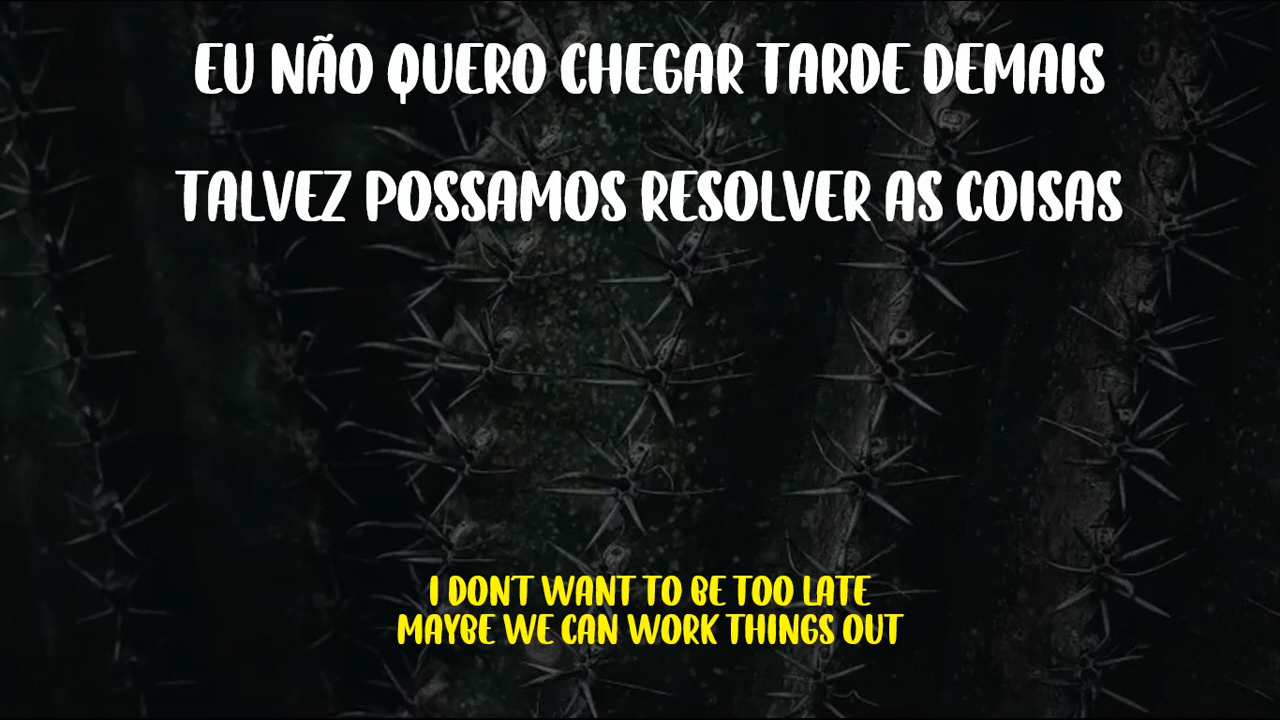 EU NÃO QUERO CHEGAR TARDE DEMAIS
TALVEZ POSSAMOS RESOLVER AS COISAS
I DON'T WANT TO BE TOO LATE
MAYBE WE CAN WORK THINGS OUT